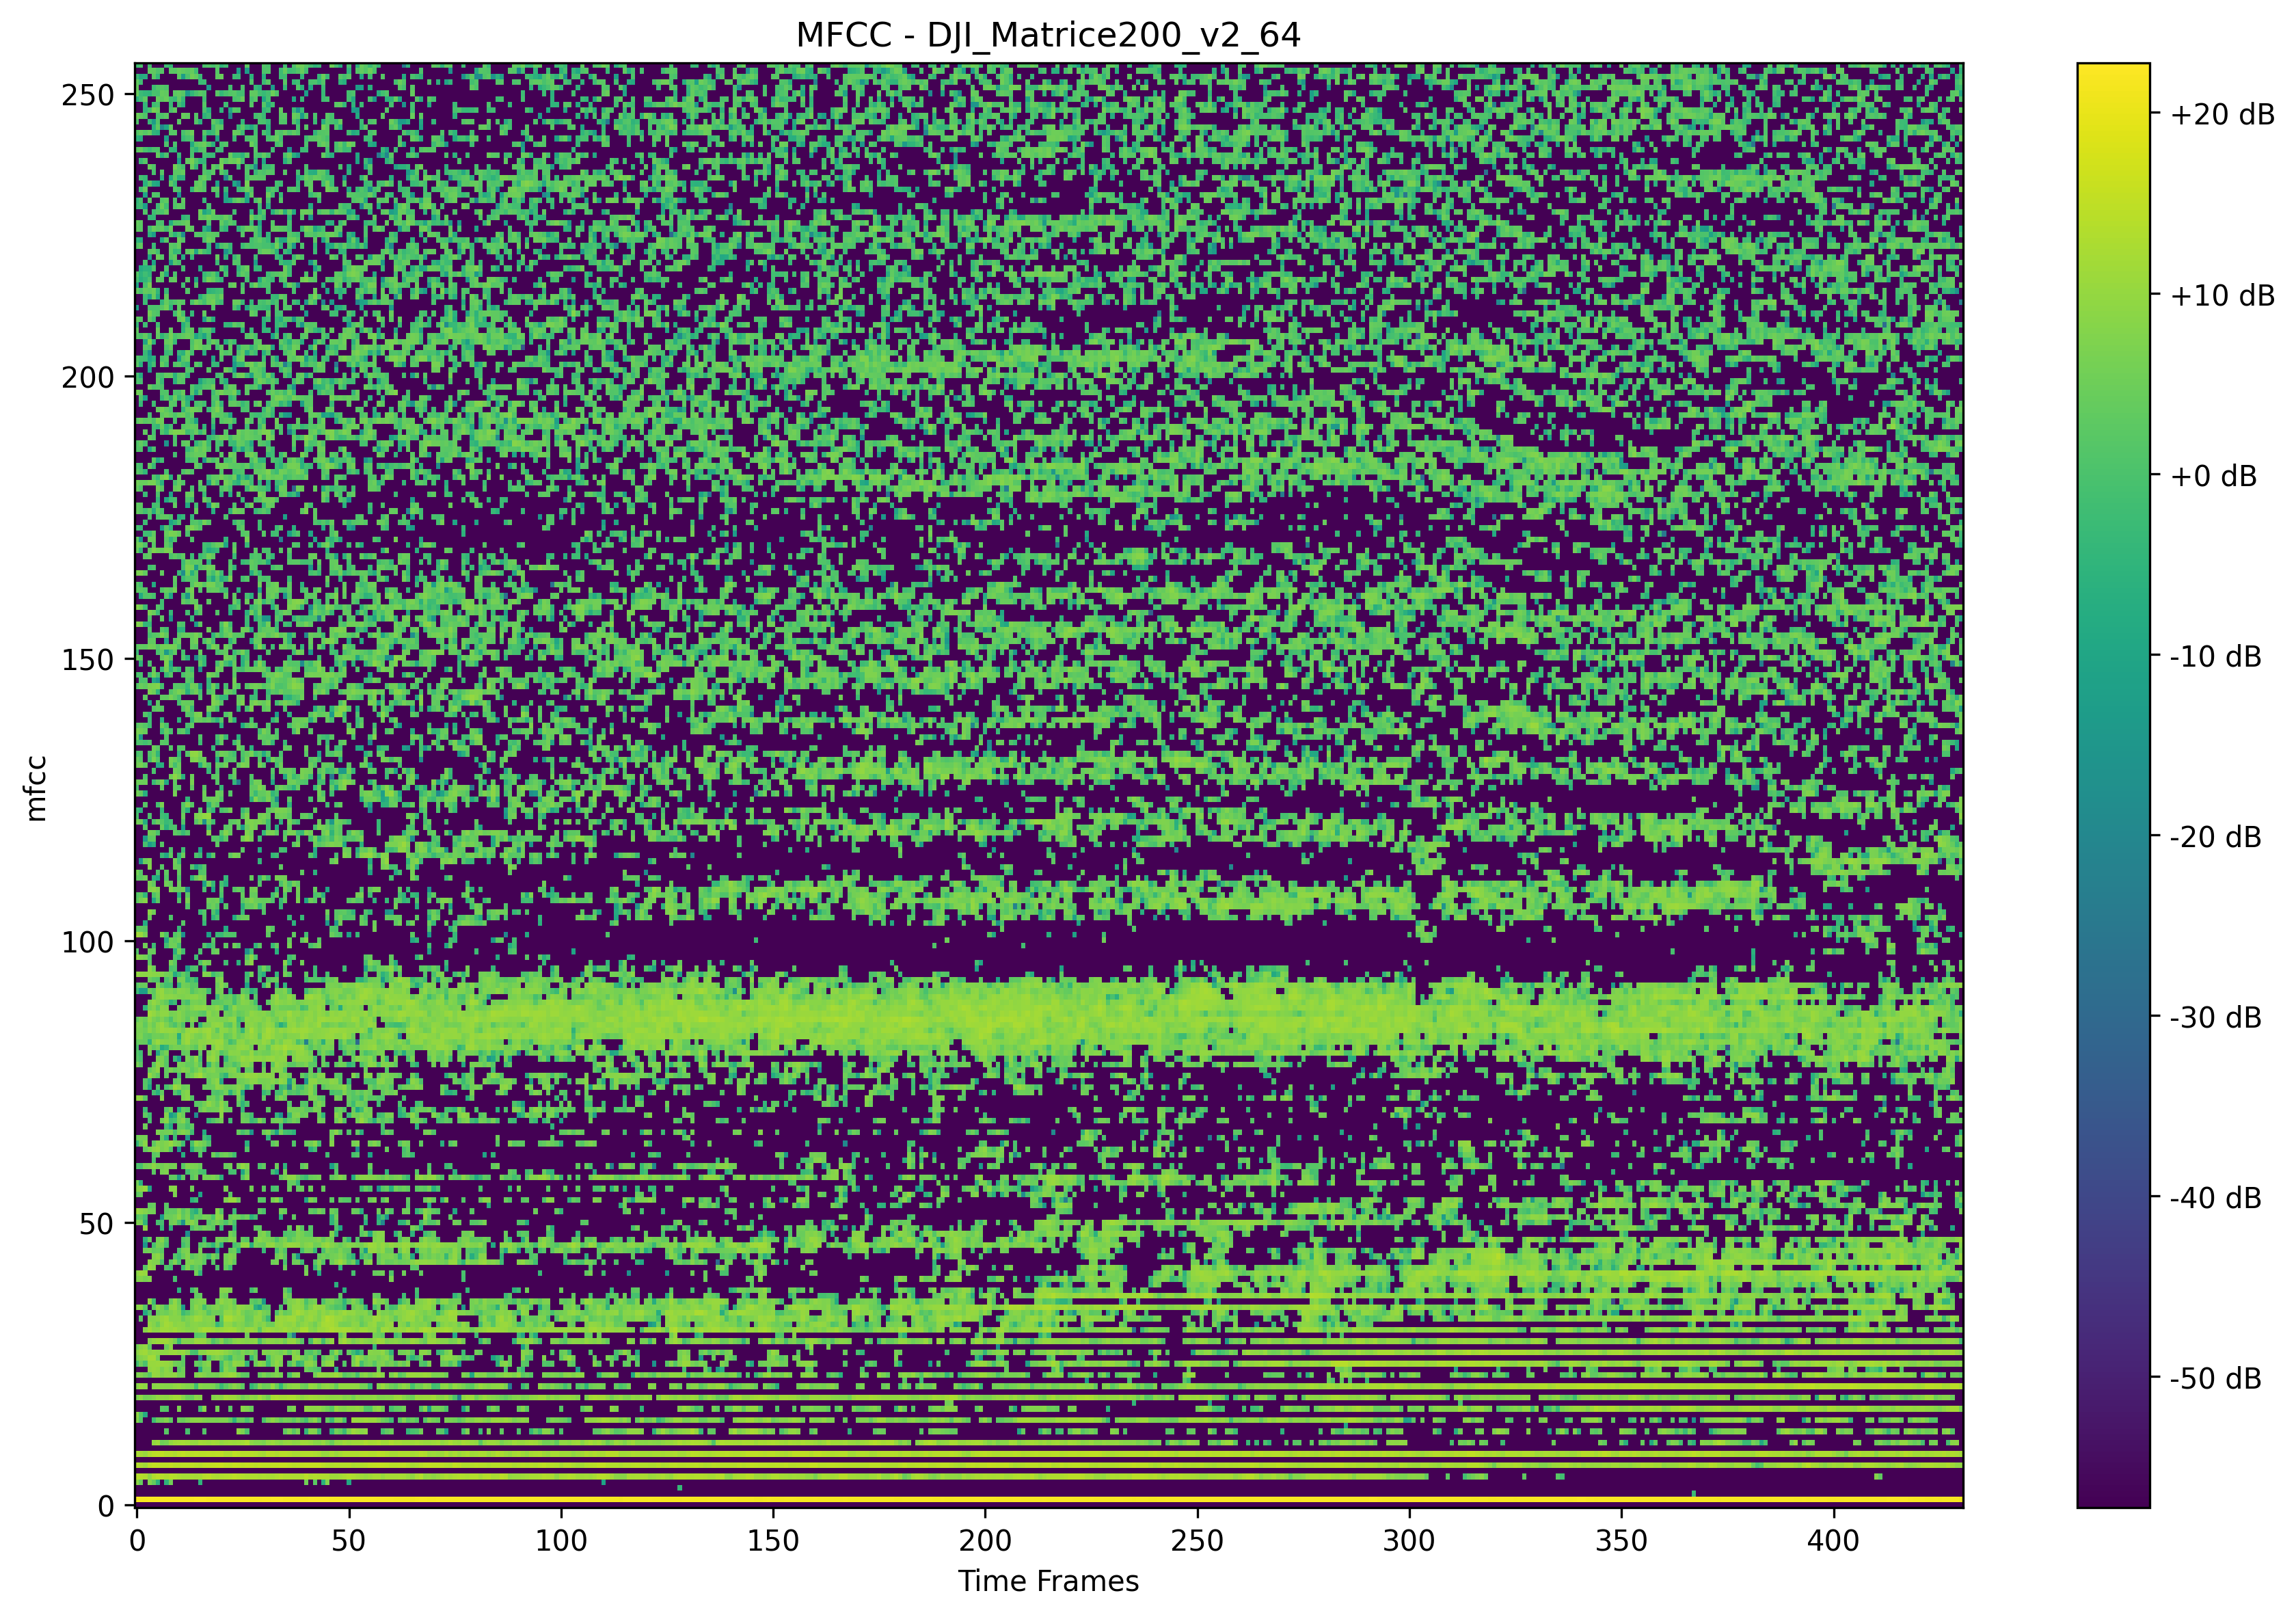 MFCC - DJI_Matrice200_v2_64
250
200
150
100
50
0
mfcc
0 50 100 150 200 250 300 350 400
Time Frames
+20 dB
+10 dB
+0 dB
-10 dB
-20 dB
-30 dB
-40 dB
-50 dB